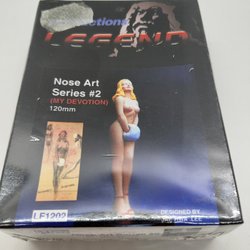 LEGEND
Nose Art
Series #2
(MY DEVOTION)
120mm
LF1202
DESIGNED BY